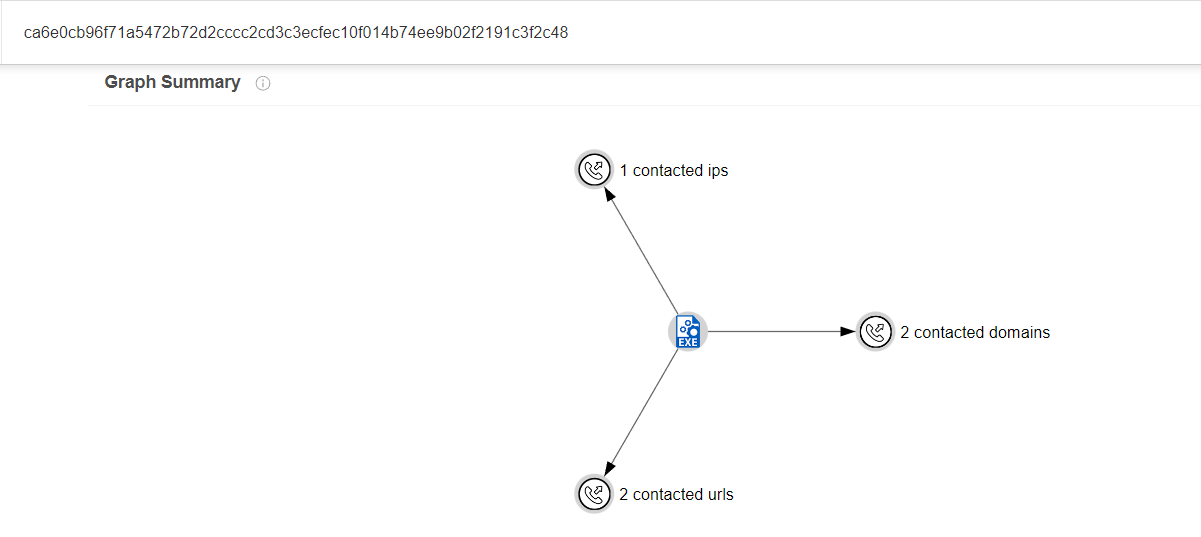 ca6e0cb96f71a5472b72d2cccc2cd3c3ecfec10f014b74ee9b02f2191c3f2c48
Graph Summary
1 contacted ips
EXE
2 contacted domains
2 contacted urls